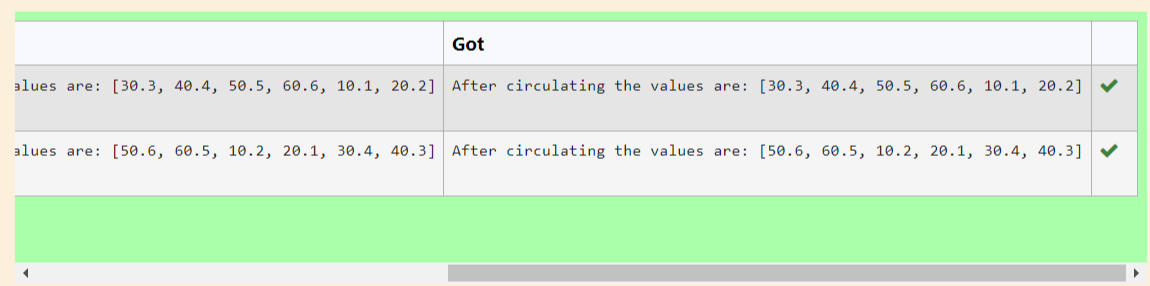 Got
alues are: [30.3, 40.4, 50.5, 60.6, 10.1, 20.2] After circulating the values are: [30.3, 40.4, 50.5, 60.6, 10.1, 20.2]
alues are: [50.6, 60.5, 10.2, 20.1, 30.4, 40.3] After circulating the values are: [50.6, 60.5, 10.2, 20.1, 30.4, 40.3]